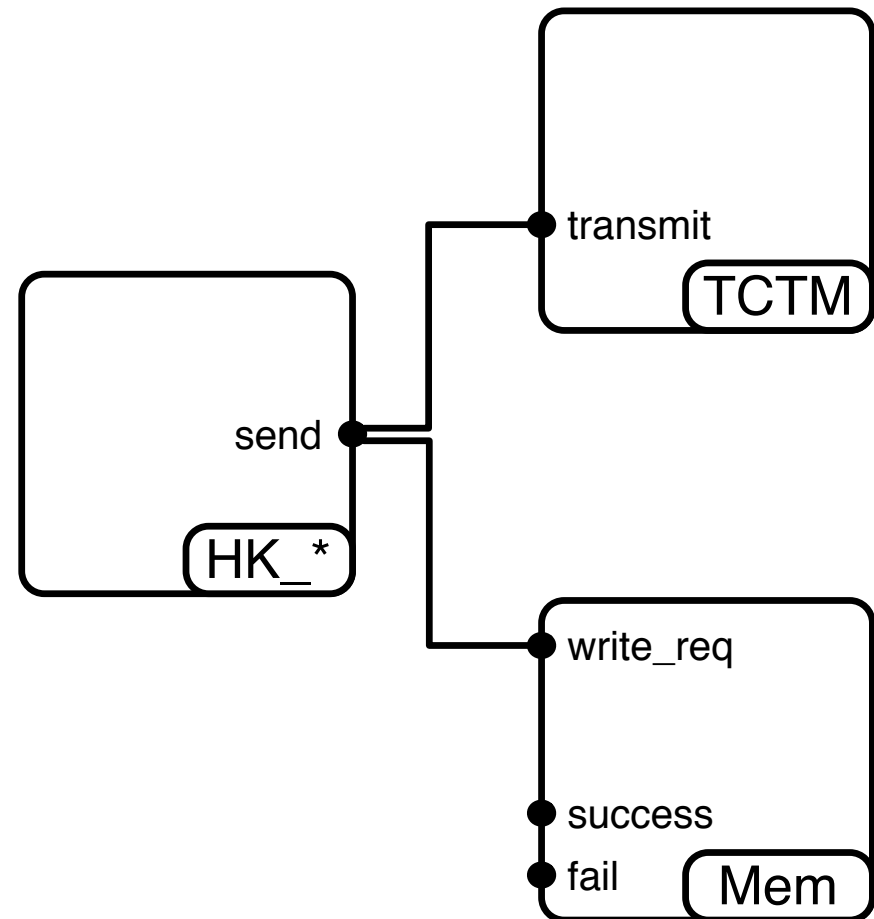 transmit
TCTM
send
HK_*
write_req
success
fail
Mem